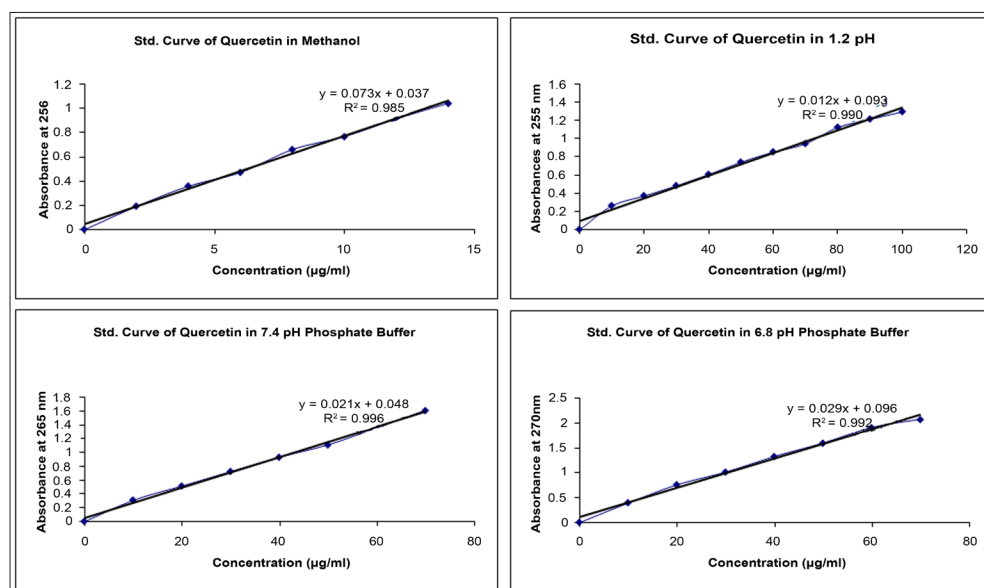 Std. Curve of Quercetin in Methanol
y = 0.073x + 0.037
R² = 0.985
Absorbance at 256
1.2
1
0.8
0.6
0.4
0.2
0
0 5 10 15
Concentration (µg/ml)
Std. Curve of Quercetin in 1.2 pH
y = 0.012x + 0.093
R² = 0.990
Absorbances at 255 nm
1.6
1.4
1.2
1
0.8
0.6
0.4
0.2
0
0 20 40 60 80 100 120
Concentration (µg/ml)
Std. Curve of Quercetin in 7.4 pH Phosphate Buffer
y = 0.021x + 0.048
R² = 0.996
Absorbance at 265 nm
1.8
1.6
1.4
1.2
1
0.8
0.6
0.4
0.2
0
0 20 40 60 80
Concentration (µg/ml)
Std. Curve of Quercetin in 6.8 pH Phosphate Buffer
y = 0.029x + 0.096
R² = 0.992
Absorbance at 270nm
2.5
2
1.5
1
0.5
0
0 20 40 60 80
Concentration (µg/ml)